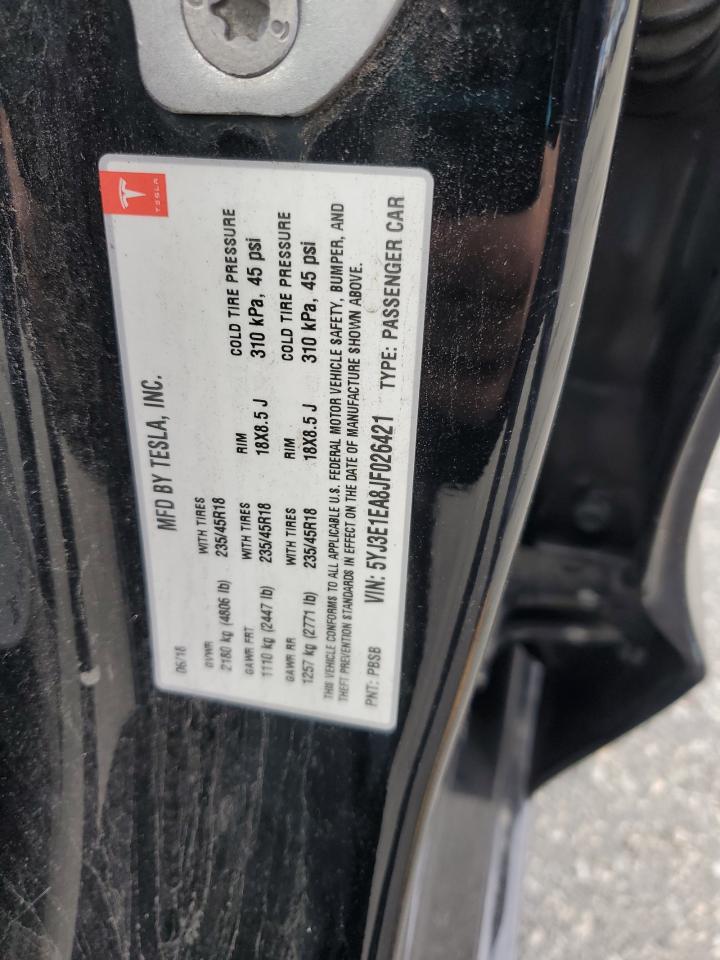 TESLA
MFD BY TESLA, INC.
06/18
GVWR WITH TIRES COLD TIRE PRESSURE
2180 kg (4806 lb) 235/45R18 310 kPa, 45 psi
GAWR FRT WITH TIRES RIM COLD TIRE PRESSURE
1110 kg (2447 lb) 235/45R18 18X8.5 J 310 kPa, 45 psi
GAWR RR WITH TIRES RIM
1257 kg (2771 lb) 235/45R18 18X8.5 J
THIS VEHICLE CONFORMS TO ALL APPLICABLE U.S. FEDERAL MOTOR VEHICLE SAFETY, BUMPER, AND
THEFT PREVENTION STANDARDS IN EFFECT ON THE DATE OF MANUFACTURE SHOWN ABOVE.
PNT: PBSB VIN: 5YJ3E1EA8JF026421 TYPE: PASSENGER CAR